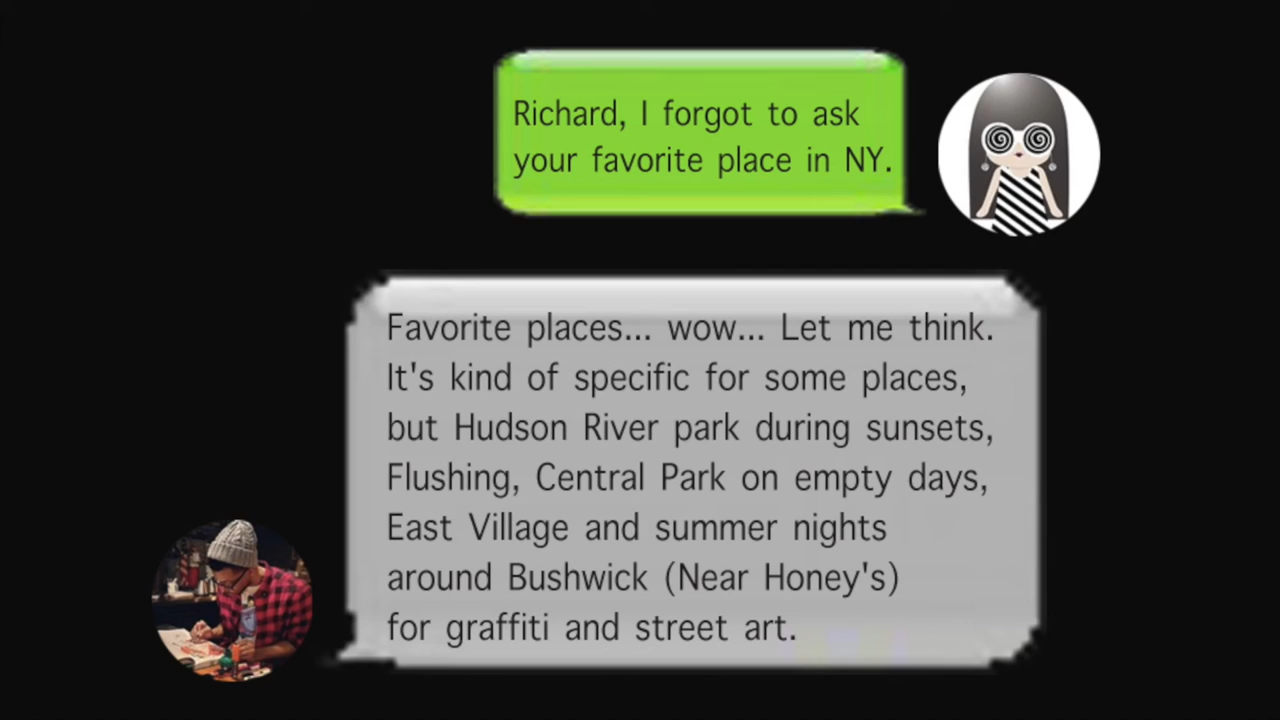 Richard, I forgot to ask
your favorite place in NY.
Favorite places... wow... Let me think.
It's kind of specific for some places,
but Hudson River park during sunsets,
Flushing, Central Park on empty days,
East Village and summer nights
around Bushwick (Near Honey's)
for graffiti and street art.